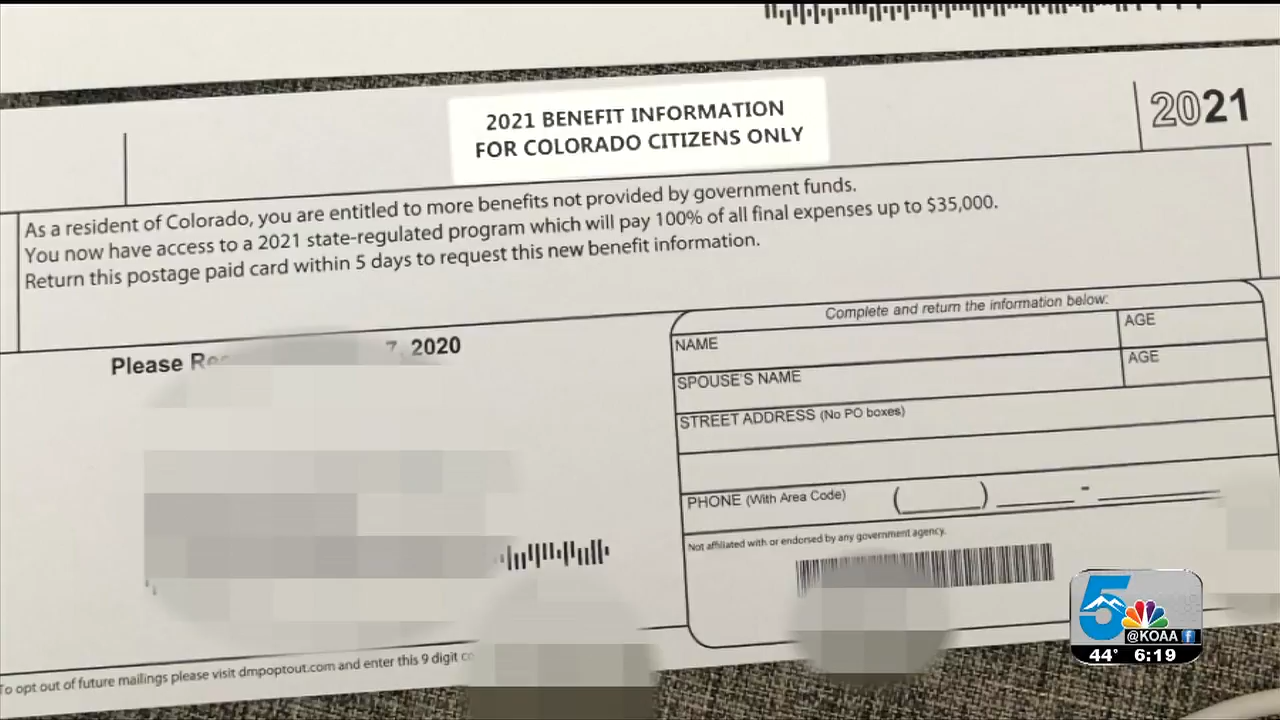 2021 BENEFIT INFORMATION
FOR COLORADO CITIZENS ONLY
2021
As a resident of Colorado, you are entitled to more benefits not provided by government funds.
You now have access to a 2021 state-regulated program which will pay 100% of all final expenses up to $35,000.
Return this postage paid card within 5 days to request this new benefit information.
Please 2020
Complete and return the information below:
NAME
AGE
SPOUSE'S NAME
AGE
STREET ADDRESS (No PO boxes)
PHONE (With Area Code) ( ) -
Not affiliated with or endorsed by any government agency.
To opt out of future mailings please visit dmpoptout.com and enter this 9 digit
5
@KOAA f
44° 6:19